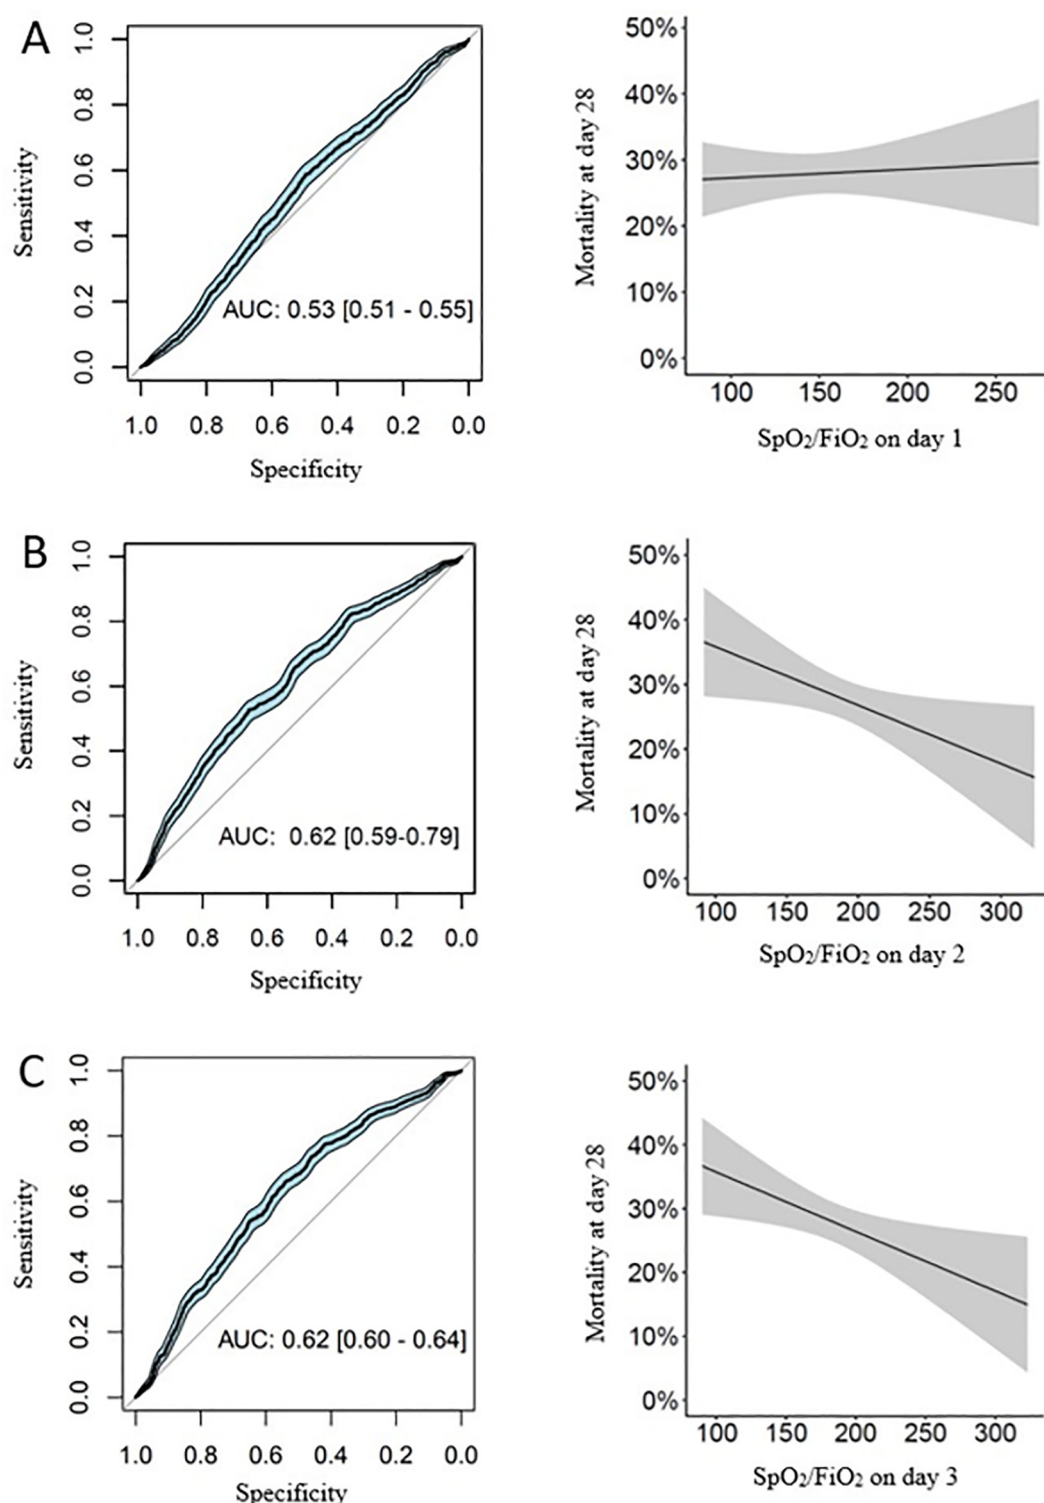 A
1.0
0.8
0.6
0.4
0.2
0.0
Sensitivity
AUC: 0.53 [0.51 - 0.55]
1.0 0.8 0.6 0.4 0.2 0.0
Specificity
50%
40%
30%
20%
10%
0%
Mortality at day 28
100 150 200 250
SpO₂/FiO₂ on day 1
B
1.0
0.8
0.6
0.4
0.2
0.0
Sensitivity
AUC: 0.62 [0.59-0.79]
1.0 0.8 0.6 0.4 0.2 0.0
Specificity
50%
40%
30%
20%
10%
0%
Mortality at day 28
100 150 200 250 300
SpO₂/FiO₂ on day 2
C
1.0
0.8
0.6
0.4
0.2
0.0
Sensitivity
AUC: 0.62 [0.60 - 0.64]
1.0 0.8 0.6 0.4 0.2 0.0
Specificity
50%
40%
30%
20%
10%
0%
Mortality at day 28
100 150 200 250 300
SpO₂/FiO₂ on day 3